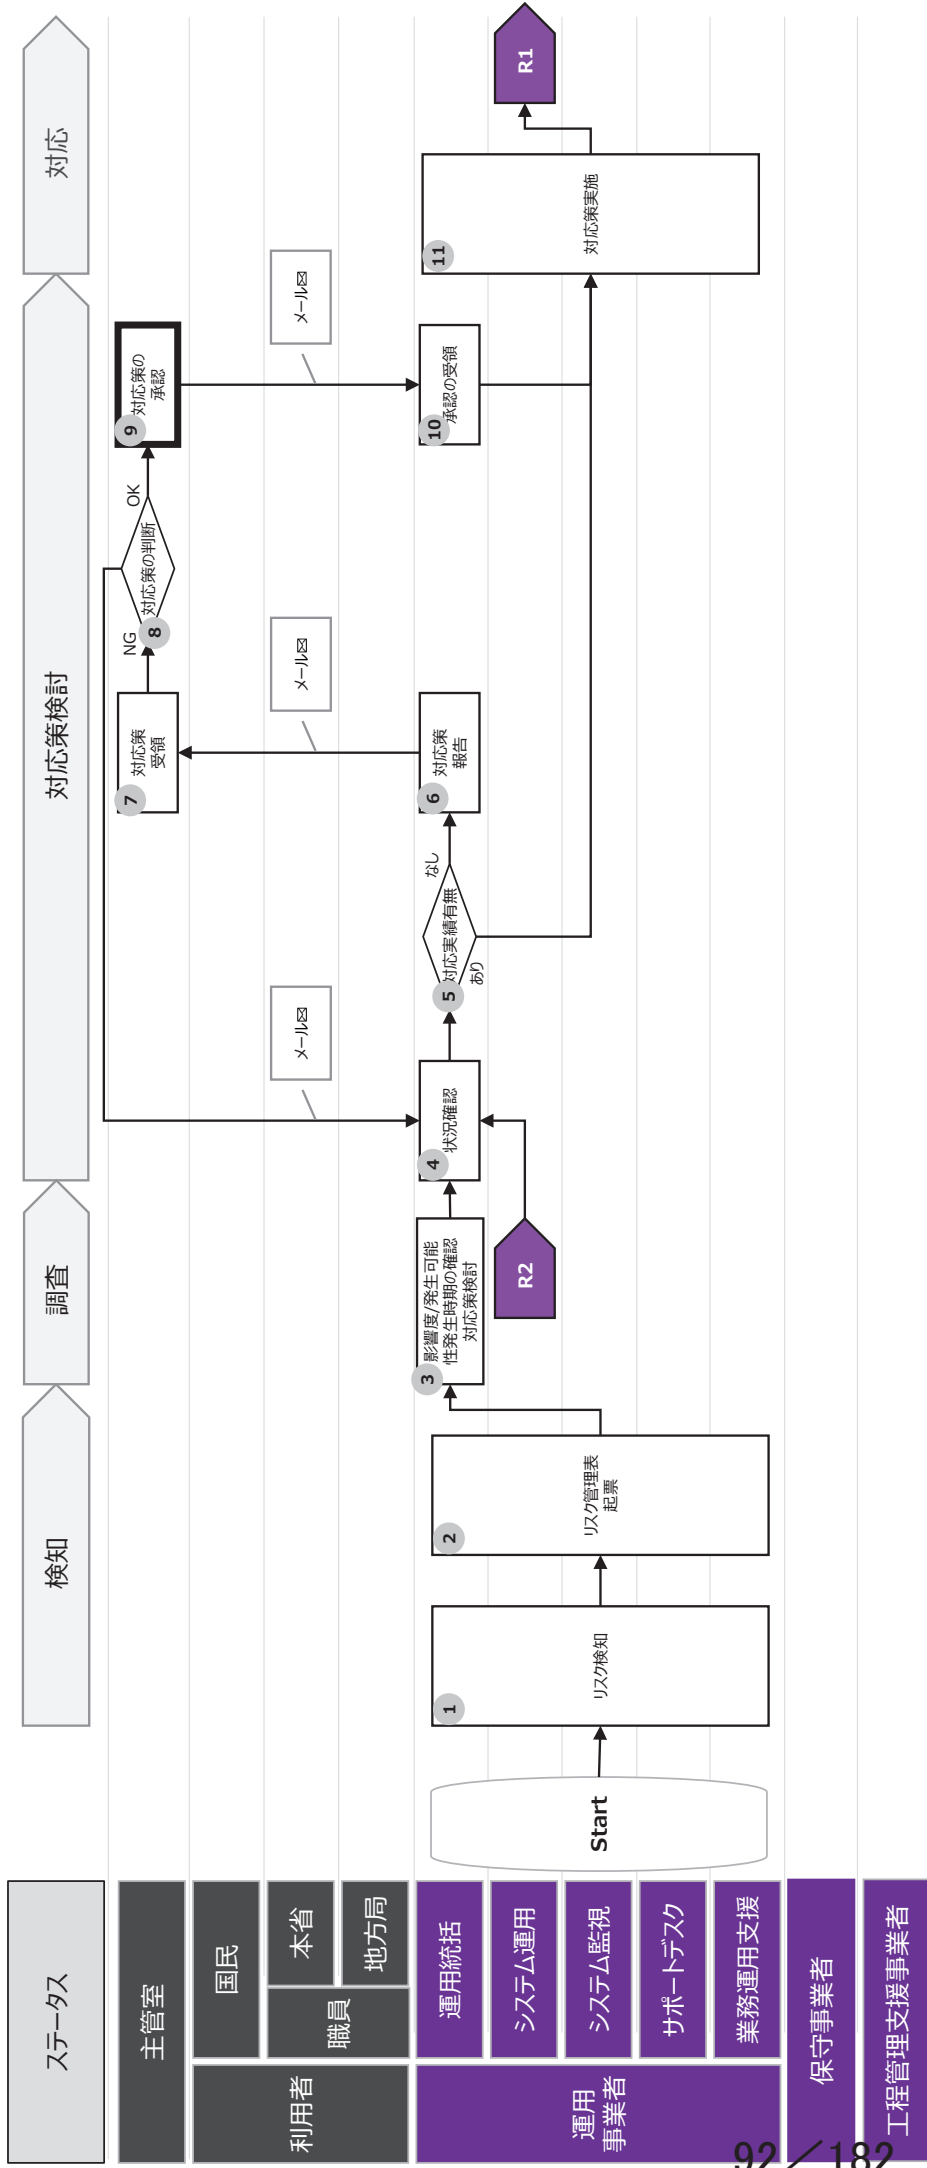 ステータス
検知
調査
対応策検討
対応
主管室
利用者
国民
職員
本省
地方局
運用
事業者
運用統括
システム運用
システム監視
サポートデスク
業務運用支援
保守事業者
工程管理支援事業者
Start
1
リスク検知
2
リスク管理表
起票
3
影響度/発生可能
性発生時期の確認
対応策検討
R2
4
状況確認
メール
5
対応実績有無
あり
なし
6
対応策
報告
メール
7
対応策
受領
8
対応策の判断
NG
OK
9
対応策の
承認
メール
10
承認の受領
11
対応策実施
R1
92／182